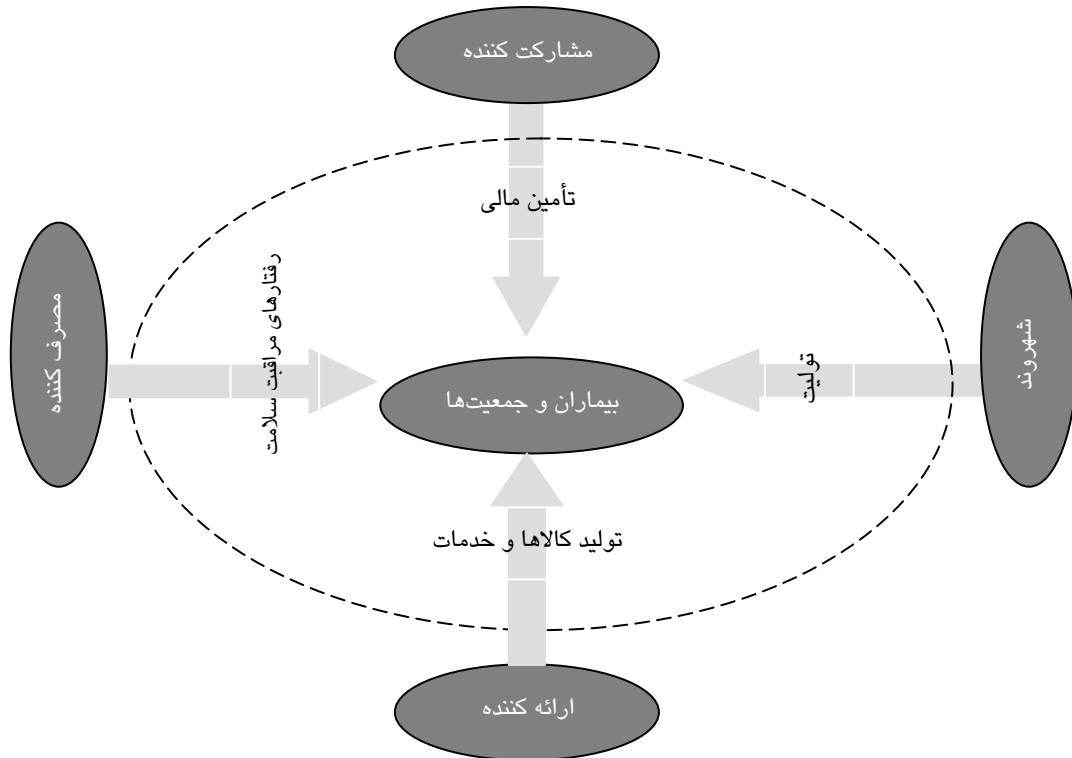 مشارکت کننده
تأمین مالی
شهروند
تولیت
بیماران و جمعیت‌ها
رفتارهای مراقبت سلامت
مصرف کننده
تولید کالاها و خدمات
ارائه کننده